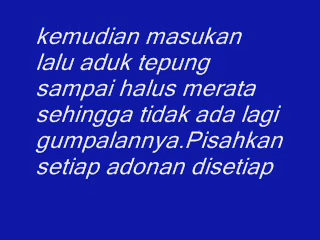 kemudian masukan
lalu aduk tepung
sampai halus merata
sehingga tidak ada lagi
gumpalannya.Pisahkan
setiap adonan disetiap